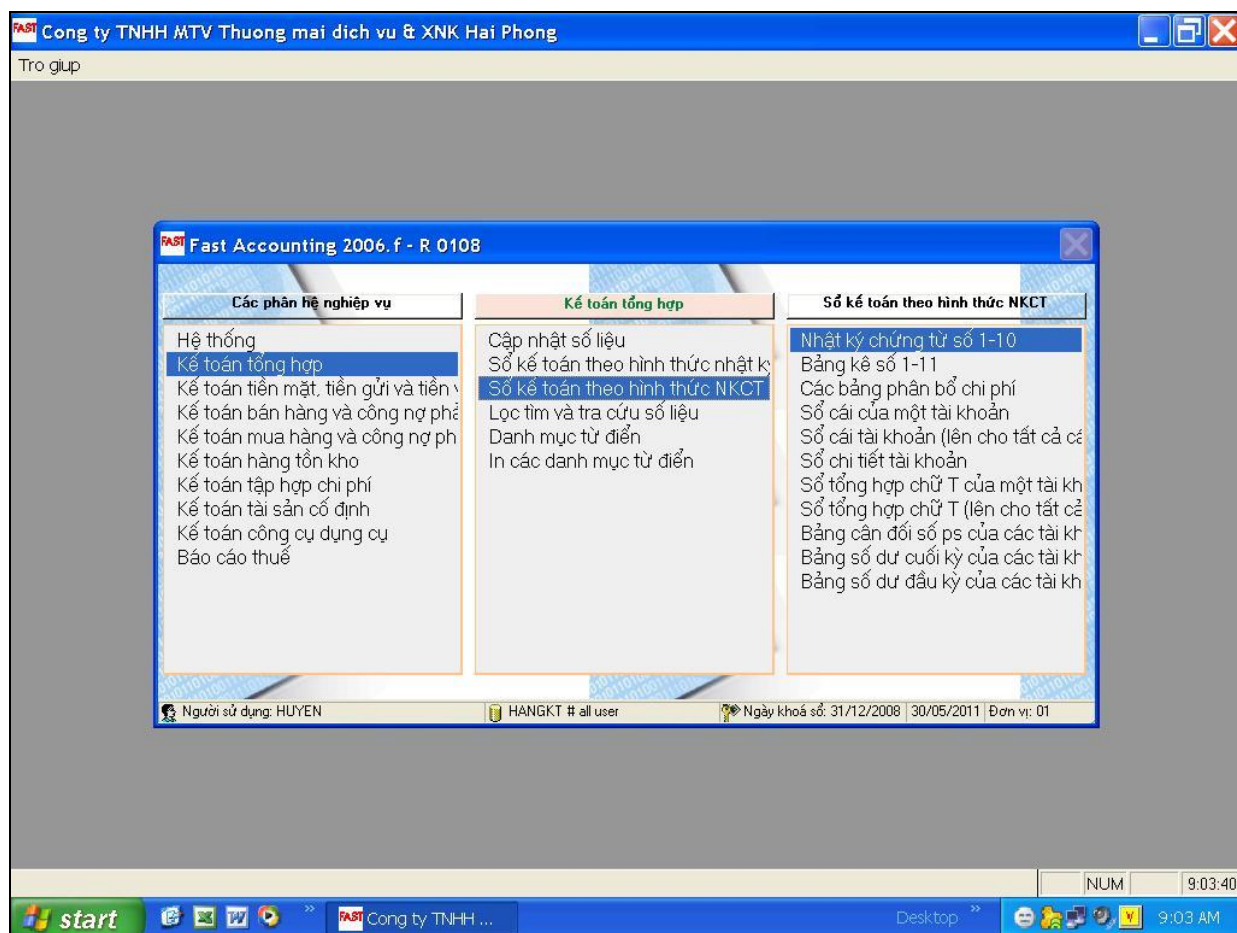 FAST Cong ty TNHH MTV Thuong mai dich vu & XNK Hai Phong
Tro giup
FAST Fast Accounting 2006.f - R 0108
Các phân hệ nghiệp vụ
Hệ thống
Kế toán tổng hợp
Kế toán tiền mặt, tiền gửi và tiền v
Kế toán bán hàng và công nợ phả
Kế toán mua hàng và công nợ ph
Kế toán hàng tồn kho
Kế toán tập hợp chi phí
Kế toán tài sản cố định
Kế toán công cụ dụng cụ
Báo cáo thuế
Kế toán tổng hợp
Cập nhật số liệu
Sổ kế toán theo hình thức nhật ký
Sổ kế toán theo hình thức NKCT
Lọc tìm và tra cứu số liệu
Danh mục từ điển
In các danh mục từ điển
Sổ kế toán theo hình thức NKCT
Nhật ký chứng từ số 1-10
Bảng kê số 1-11
Các bảng phân bổ chi phí
Sổ cái của một tài khoản
Sổ cái tài khoản (lên cho tất cả cá
Sổ chi tiết tài khoản
Sổ tổng hợp chữ T của một tài kh
Sổ tổng hợp chữ T (lên cho tất cả
Bảng cân đối số ps của các tài kh
Bảng số dư cuối kỳ của các tài kh
Bảng số dư đầu kỳ của các tài kh
Người sử dụng: HUYEN
HANGKT # all user
Ngày khoá sổ: 31/12/2008
30/05/2011
Đơn vị: 01
NUM
9:03:40
start
FAST Cong ty TNHH ...
Desktop
9:03 AM